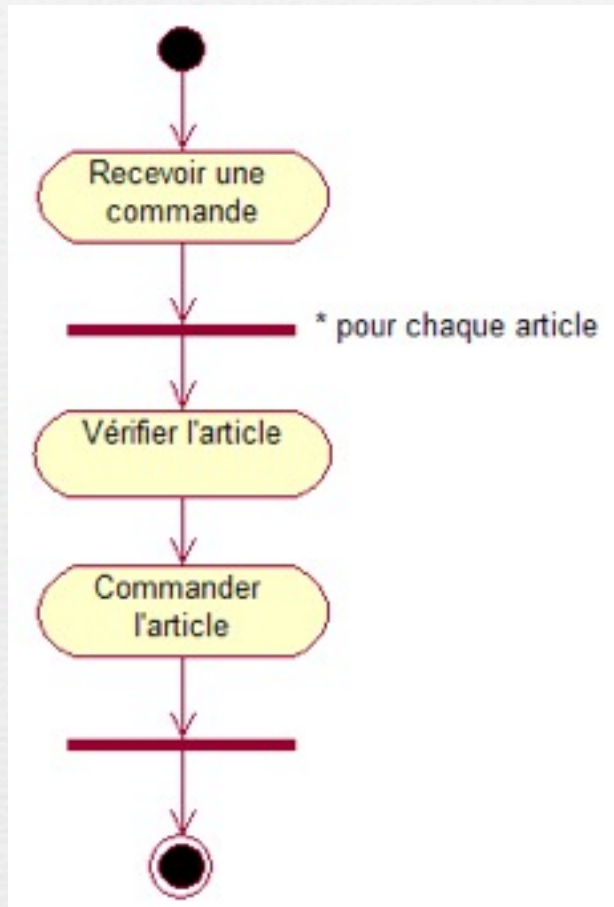 Recevoir une
commande
* pour chaque article
Vérifier l'article
Commander
l'article